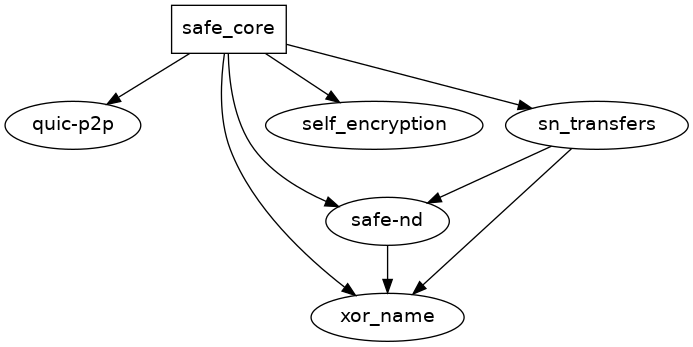 safe_core
quic-p2p
self_encryption
sn_transfers
safe-nd
xor_name